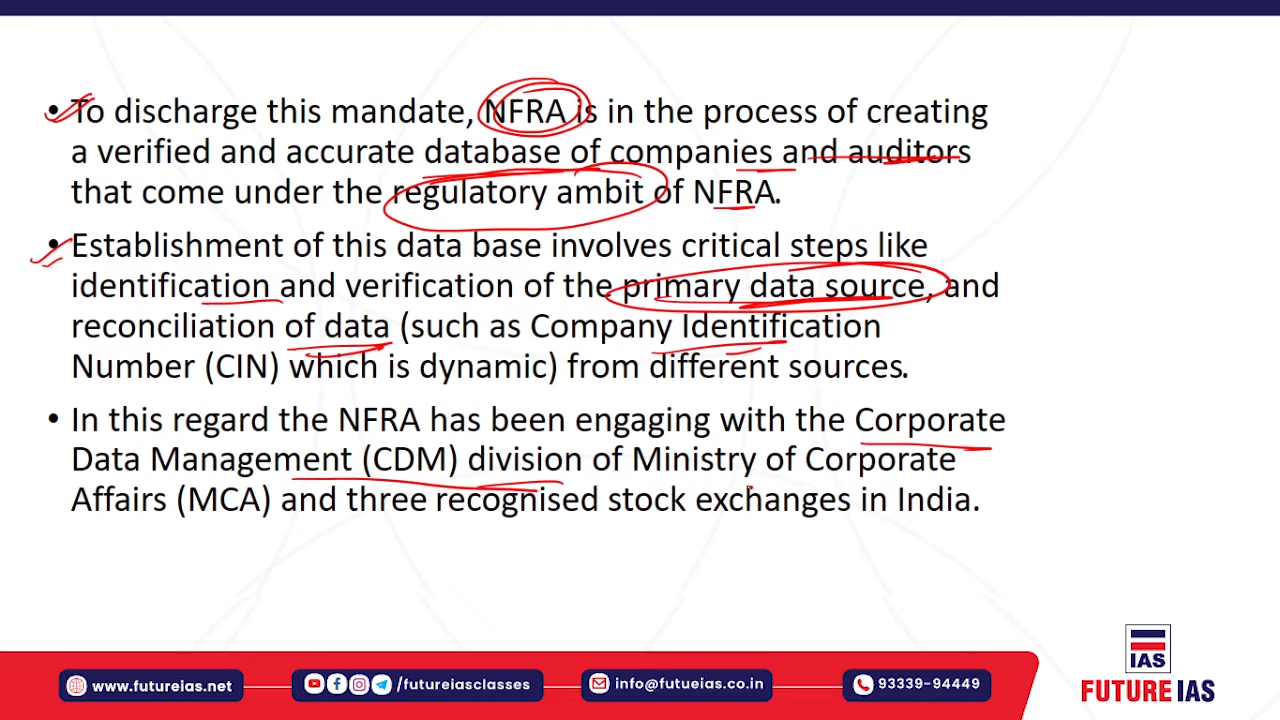 • To discharge this mandate, NFRA is in the process of creating
a verified and accurate database of companies and auditors
that come under the regulatory ambit of NFRA.
• Establishment of this data base involves critical steps like
identification and verification of the primary data source, and
reconciliation of data (such as Company Identification
Number (CIN) which is dynamic) from different sources.
• In this regard the NFRA has been engaging with the Corporate
Data Management (CDM) division of Ministry of Corporate
Affairs (MCA) and three recognised stock exchanges in India.
IAS
FUTURE IAS
www.futureias.net
/futureiasclasses
info@futueias.co.in
93339-94449